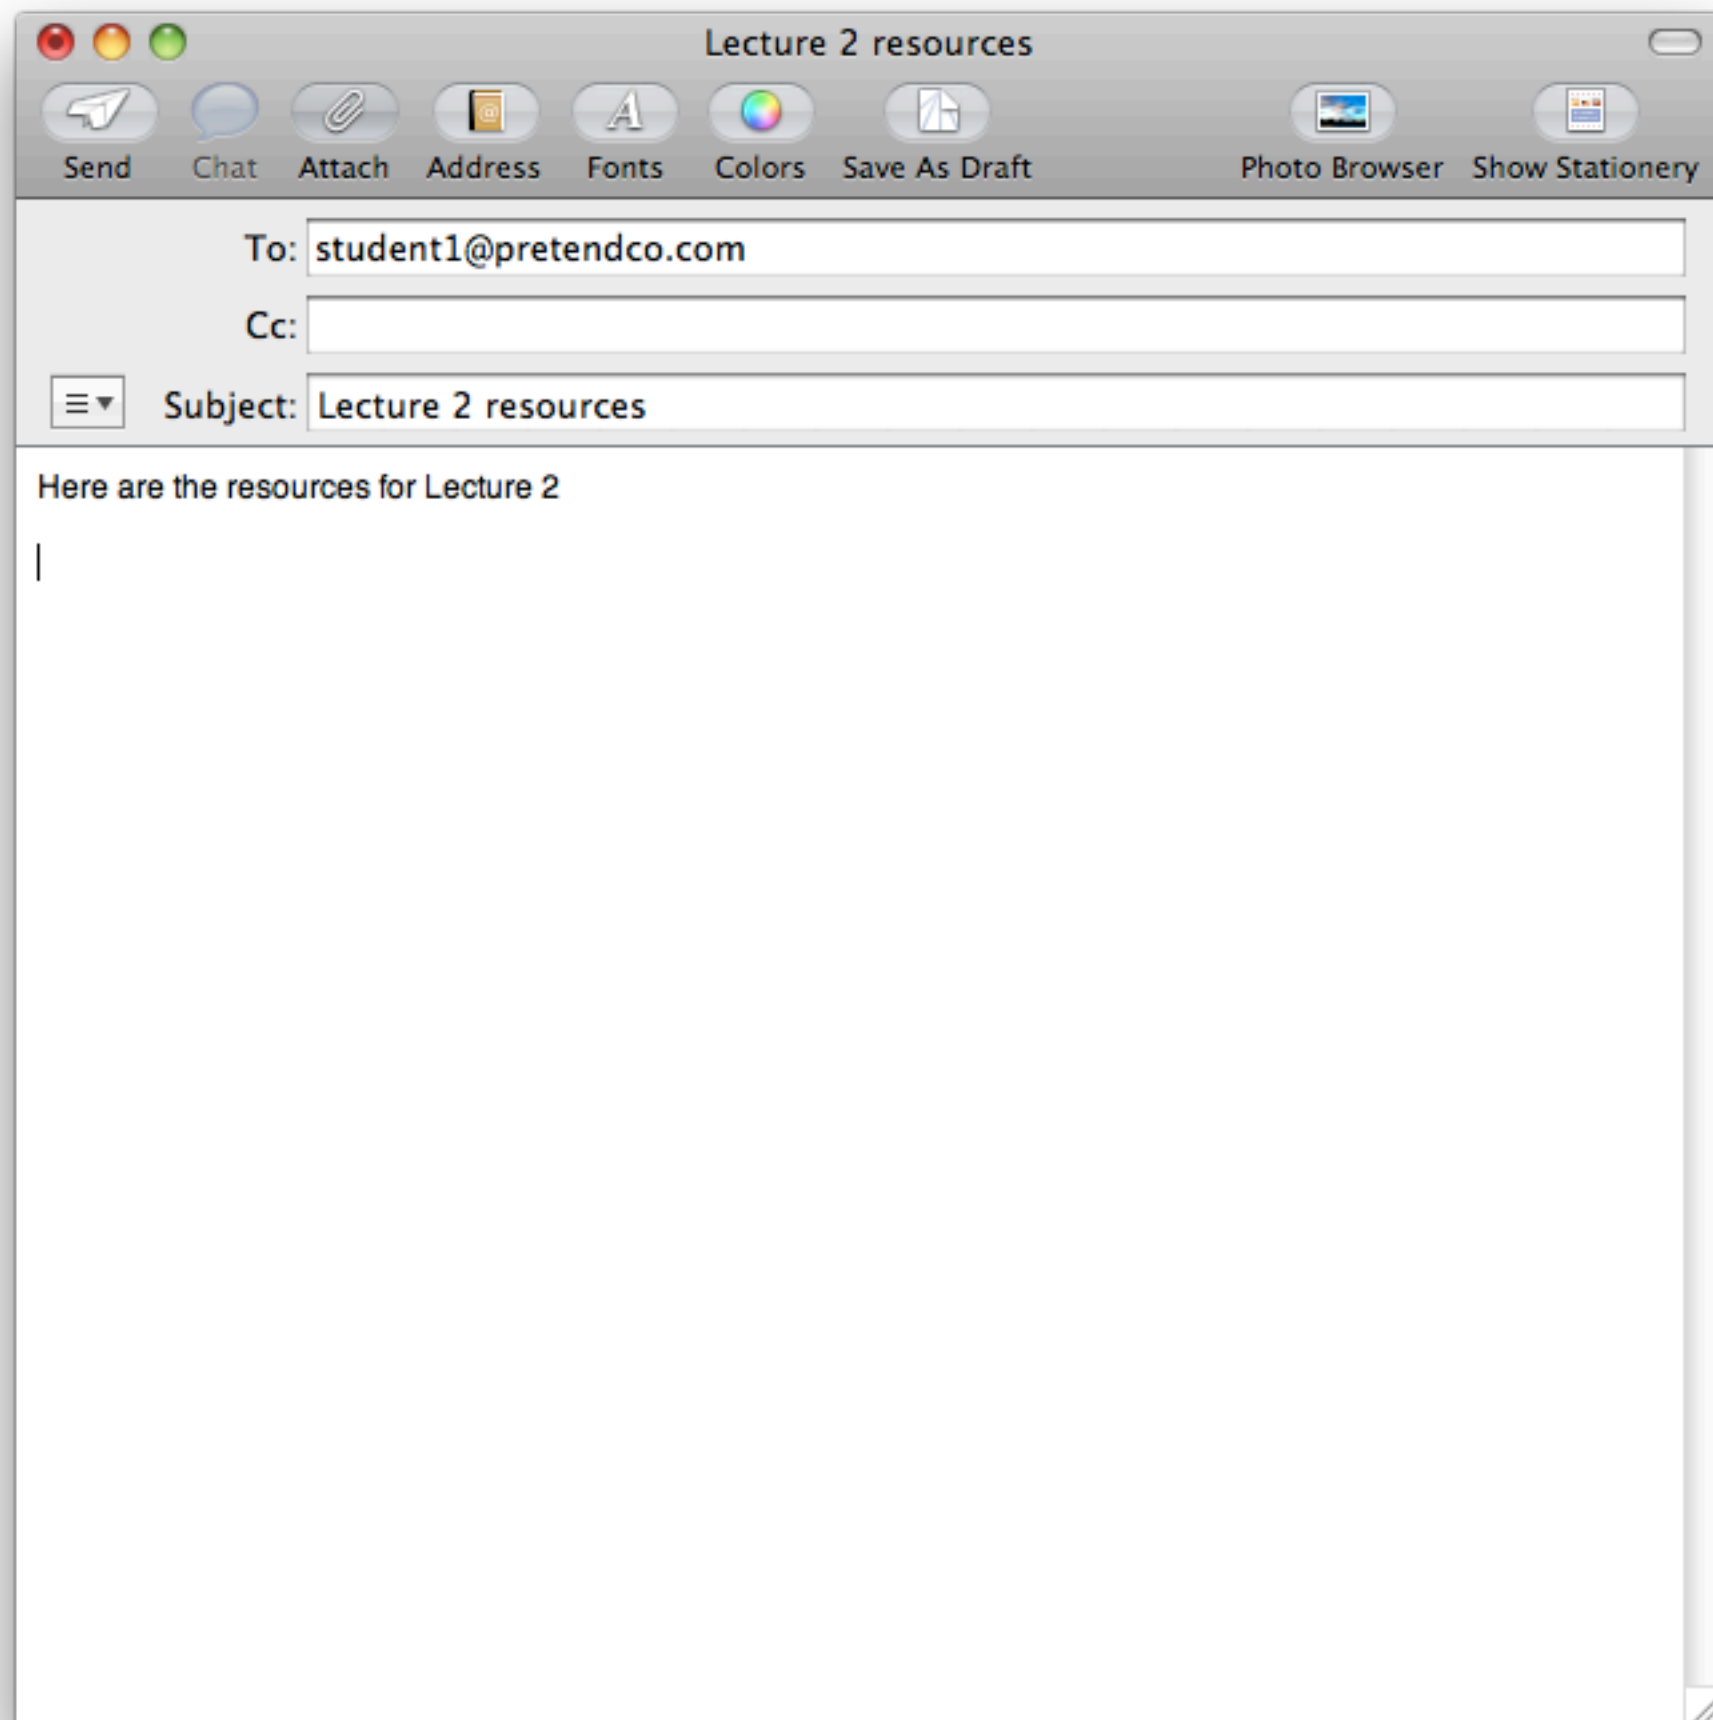 Lecture 2 resources
Send Chat Attach Address Fonts Colors Save As Draft Photo Browser Show Stationery
To: student1@pretendco.com
Cc:
Subject: Lecture 2 resources
Here are the resources for Lecture 2